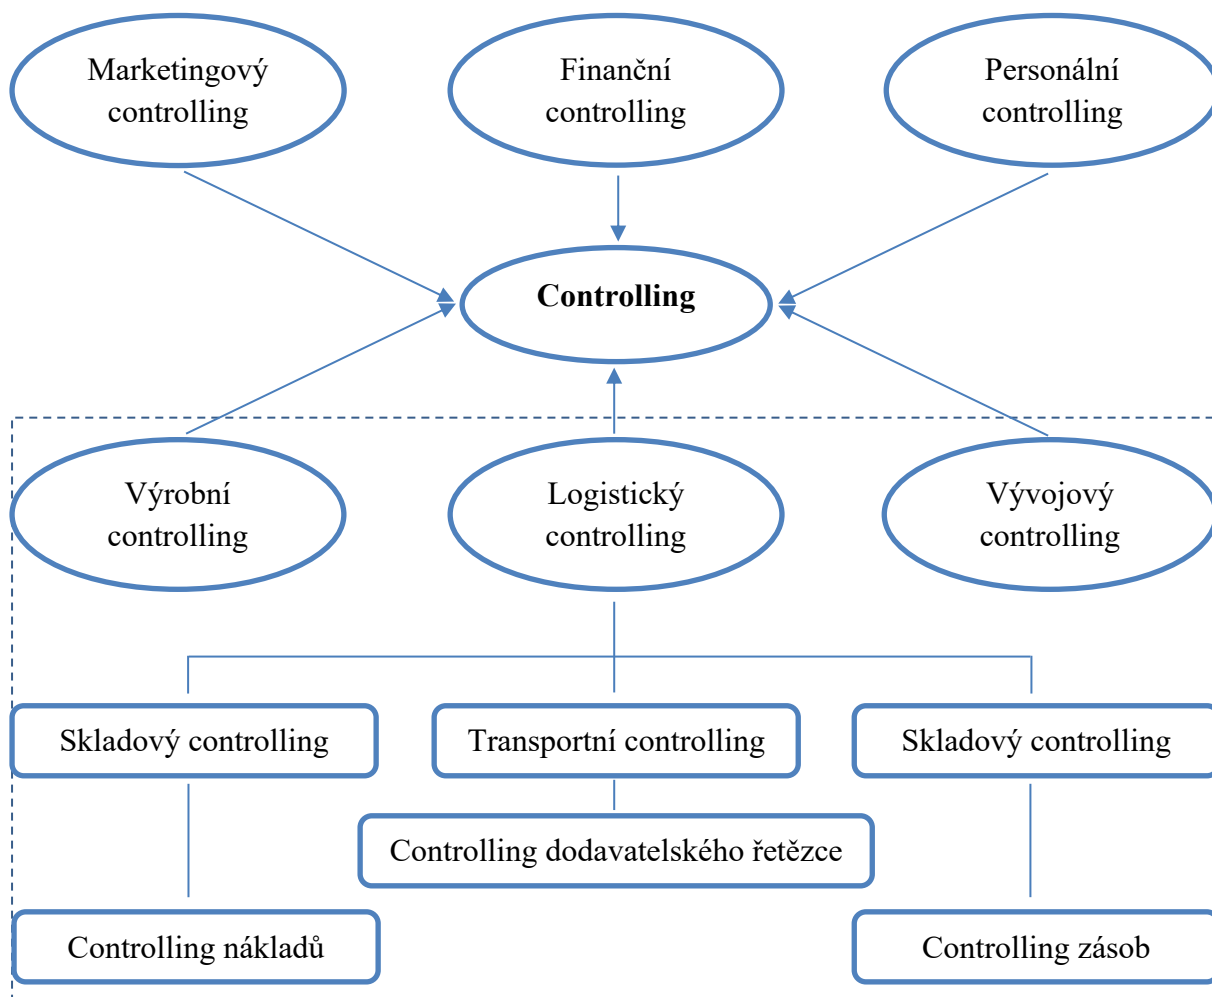 Marketingový
controlling
Finanční
controlling
Personální
controlling
Controlling
Výrobní
controlling
Logistický
controlling
Vývojový
controlling
Skladový controlling
Transportní controlling
Skladový controlling
Controlling dodavatelského řetězce
Controlling nákladů
Controlling zásob